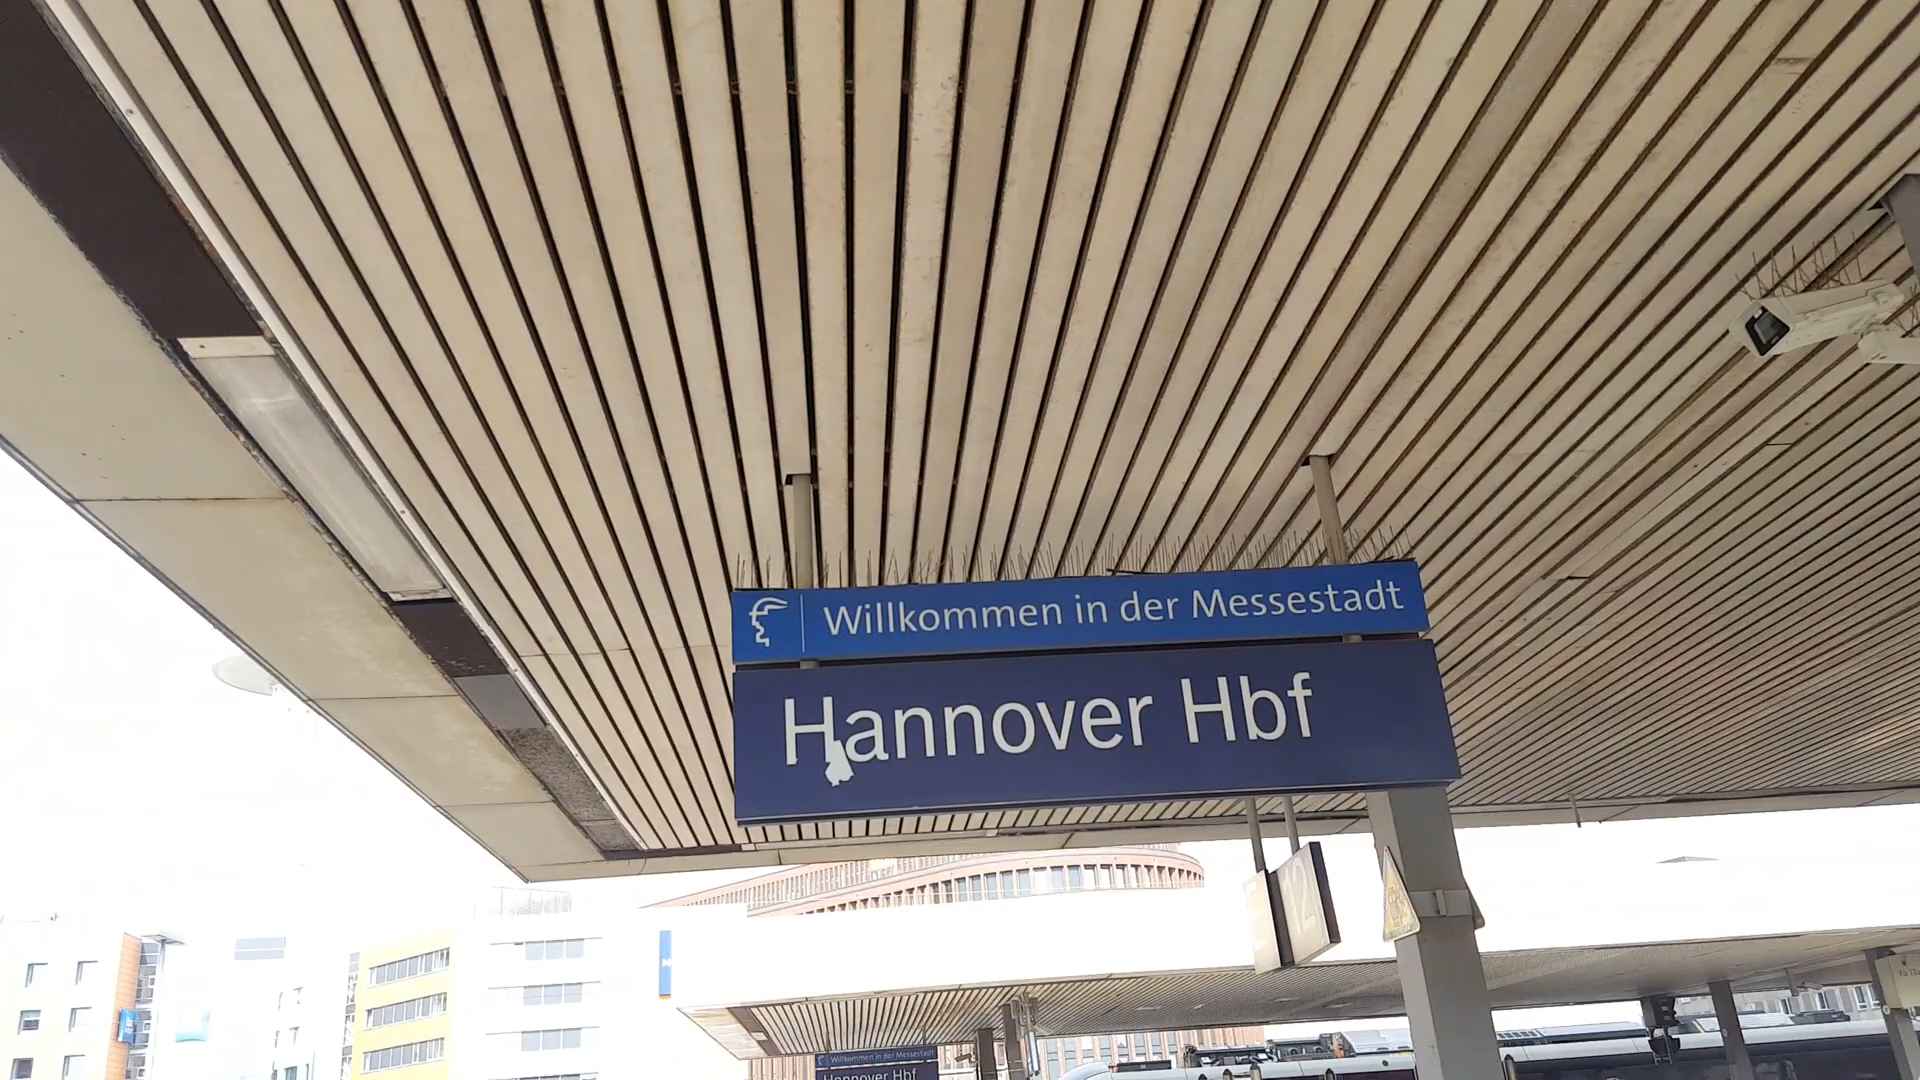 Willkommen in der Messestadt
Hannover Hbf
12
Willkommen in der Messestadt
Hannover Hbf